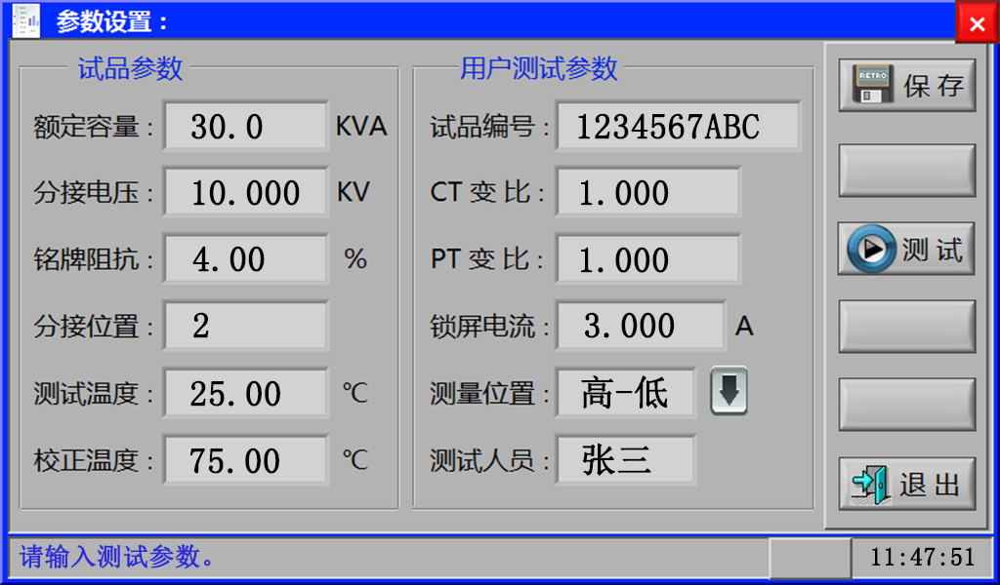 参数设置：
试品参数
额定容量： 30.0 KVA
分接电压： 10.000 KV
铭牌阻抗： 4.00 %
分接位置： 2
测试温度： 25.00 ℃
校正温度： 75.00 ℃
用户测试参数
试品编号： 1234567ABC
CT 变 比： 1.000
PT 变 比： 1.000
锁屏电流： 3.000 A
测量位置： 高-低
测试人员： 张三
RETRO
保 存
测 试
退 出
请输入测试参数。
11:47:51